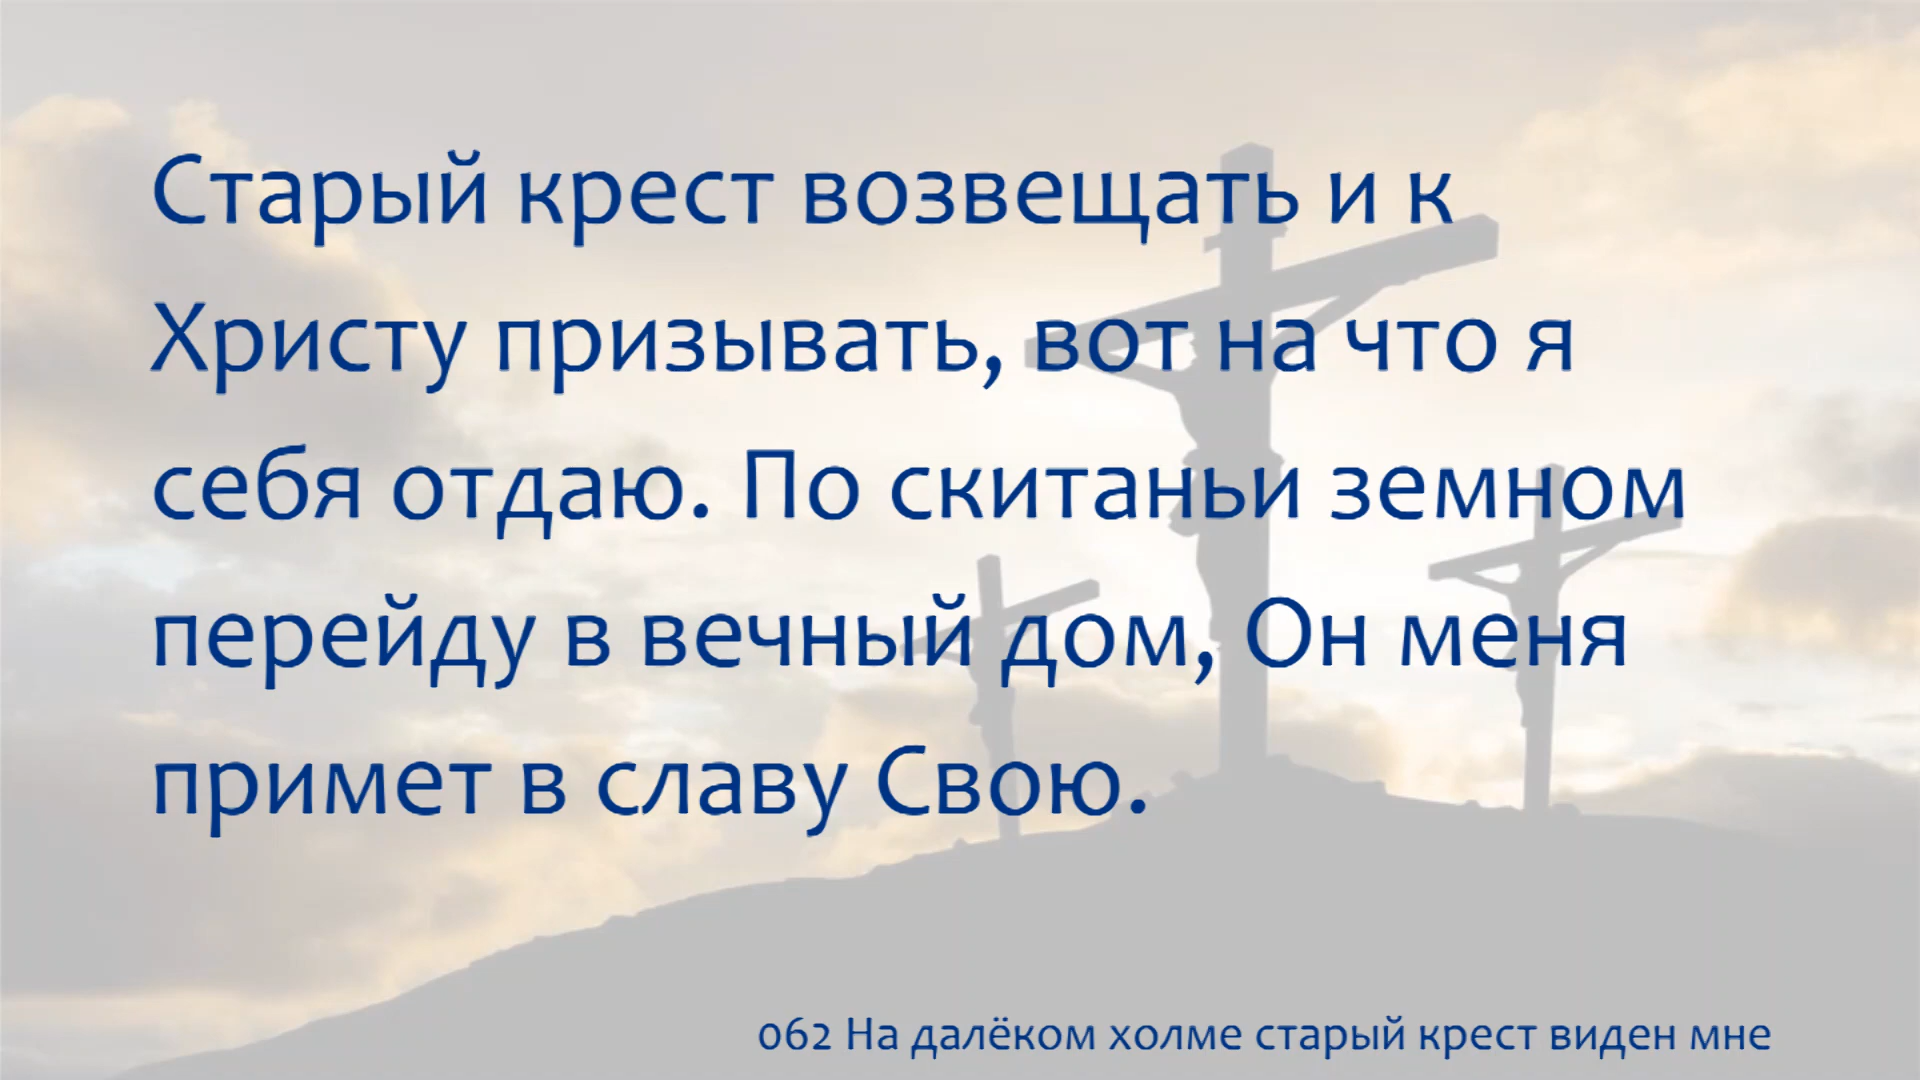 Старый крест возвещать и к
Христу призывать, вот на что я
себя отдаю. По скитаньи земном
перейду в вечный дом, Он меня
примет в славу Свою.
062 На далёком холме старый крест виден мне